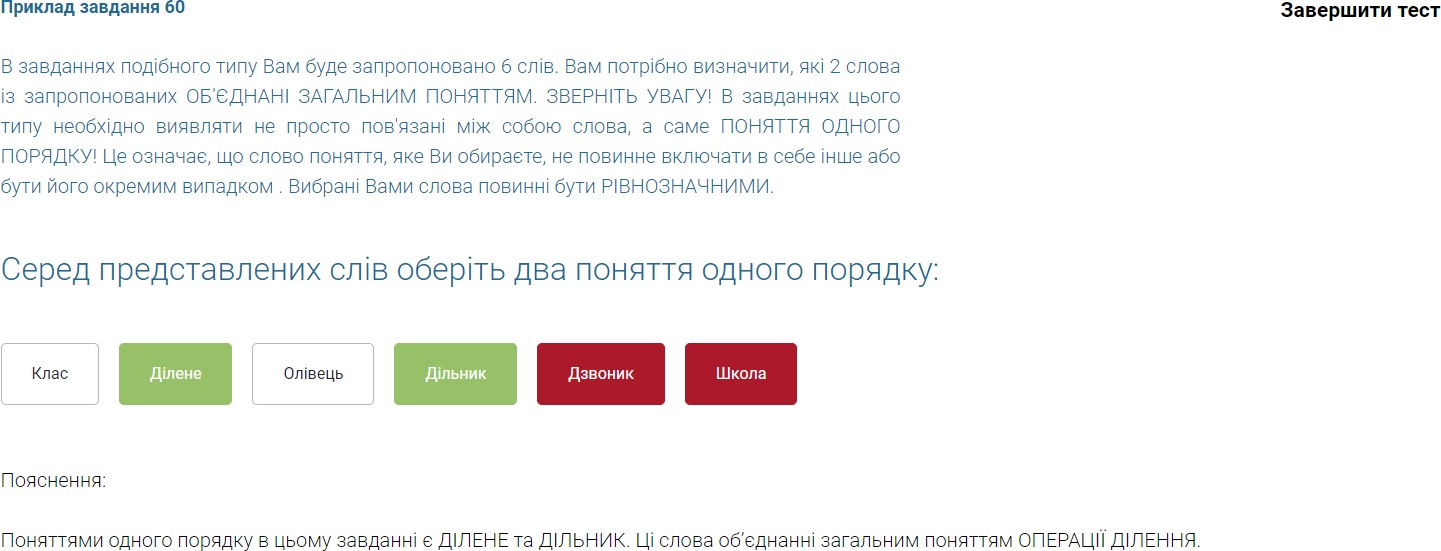 Приклад завдання 60
Завершити тест
В завданнях подібного типу Вам буде запропоновано 6 слів. Вам потрібно визначити, які 2 слова
із запропонованих ОБ'ЄДНАНІ ЗАГАЛЬНИМ ПОНЯТТЯМ. ЗВЕРНІТЬ УВАГУ! В завданнях цього
типу необхідно виявляти не просто пов'язані між собою слова, а саме ПОНЯТТЯ ОДНОГО
ПОРЯДКУ! Це означає, що слово поняття, яке Ви обираєте, не повинне включати в себе інше або
бути його окремим випадком . Вибрані Вами слова повинні бути РІВНОЗНАЧНИМИ.
Серед представлених слів оберіть два поняття одного порядку:
Клас Ділене Олівець Дільник Дзвоник Школа
Пояснення:
Поняттями одного порядку в цьому завданні є ДІЛЕНЕ та ДІЛЬНИК. Ці слова об’єднанні загальним поняттям ОПЕРАЦІЇ ДІЛЕННЯ.